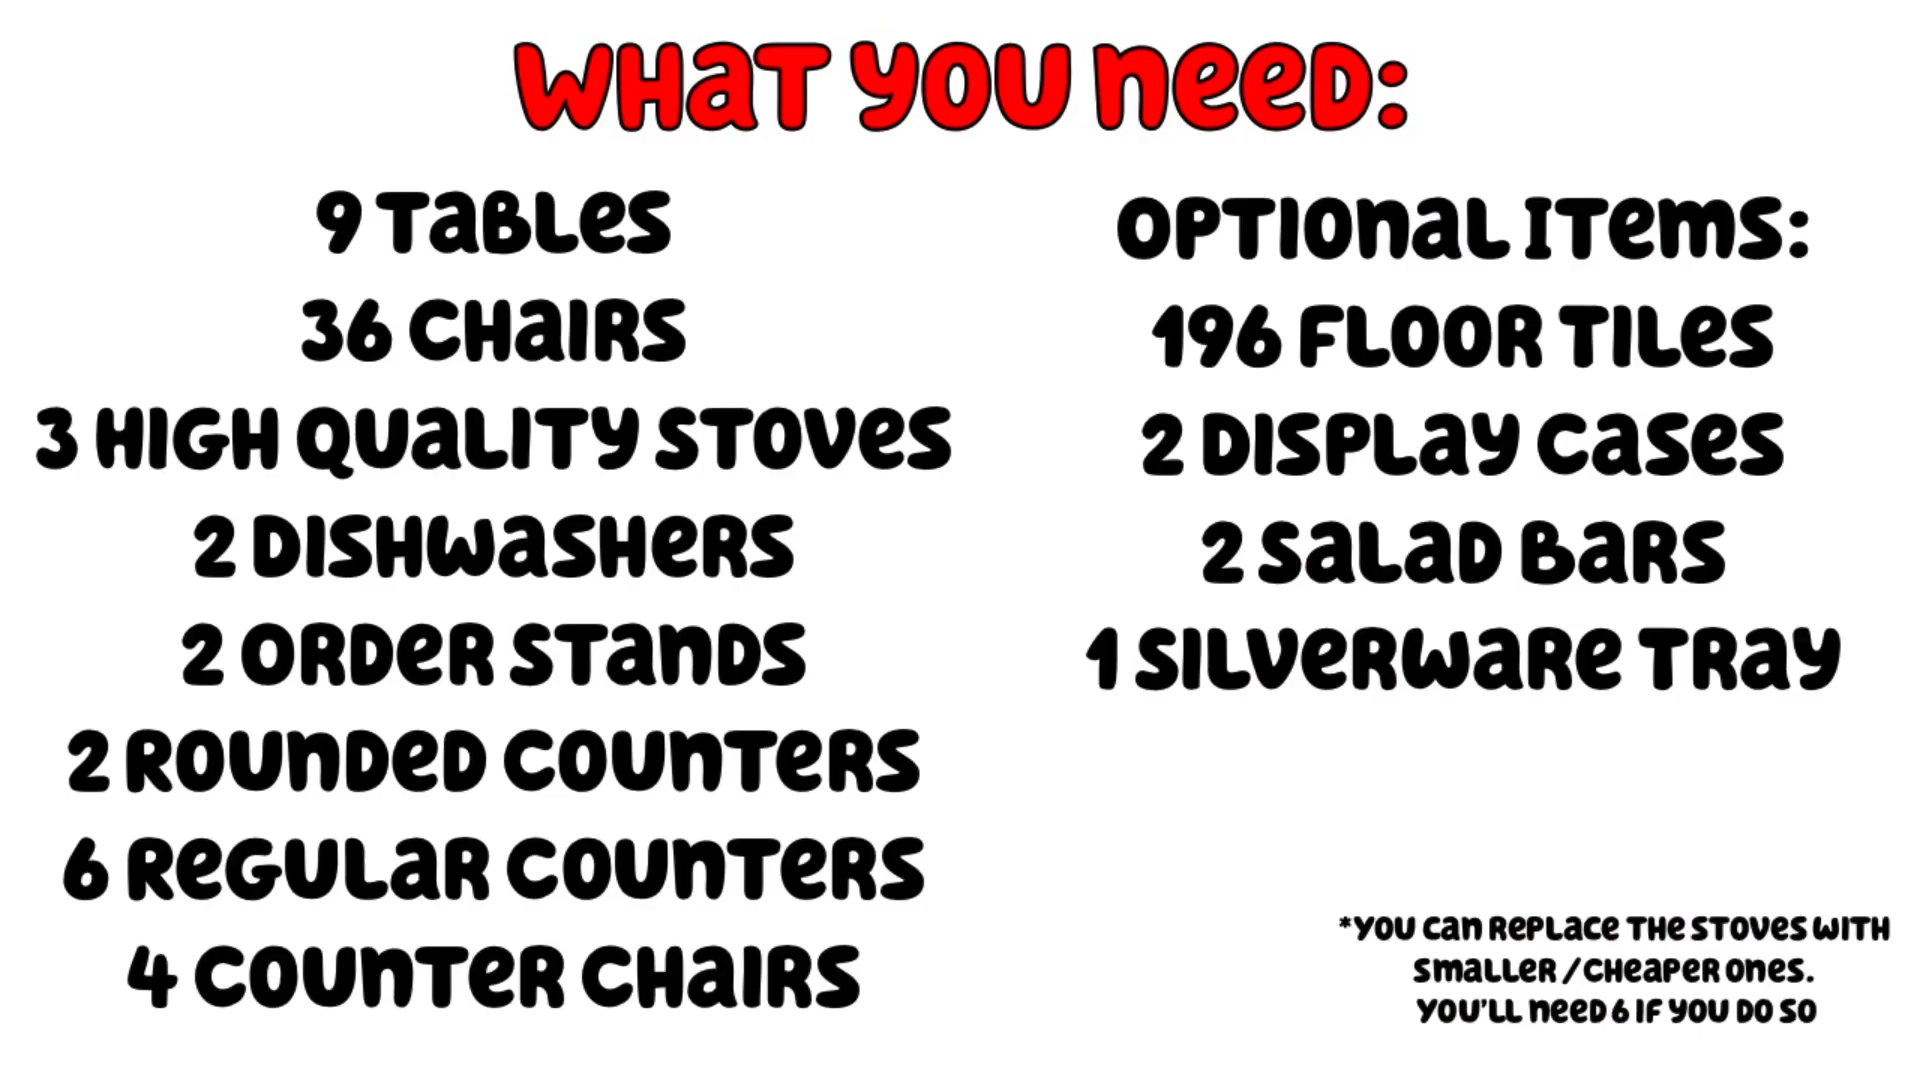 WHAT YOU NEED:
9 TABLES
36 CHAIRS
3 HIGH QUALITY STOVES
2 DISHWASHERS
2 ORDER STANDS
2 ROUNDED COUNTERS
6 REGULAR COUNTERS
4 COUNTER CHAIRS
OPTIONAL ITEMS:
196 FLOOR TILES
2 DISPLAY CASES
2 SALAD BARS
1 SILVERWARE TRAY
*YOU CAN REPLACE THE STOVES WITH
SMALLER /CHEAPER ONES.
YOU'LL NEED 6 IF YOU DO SO